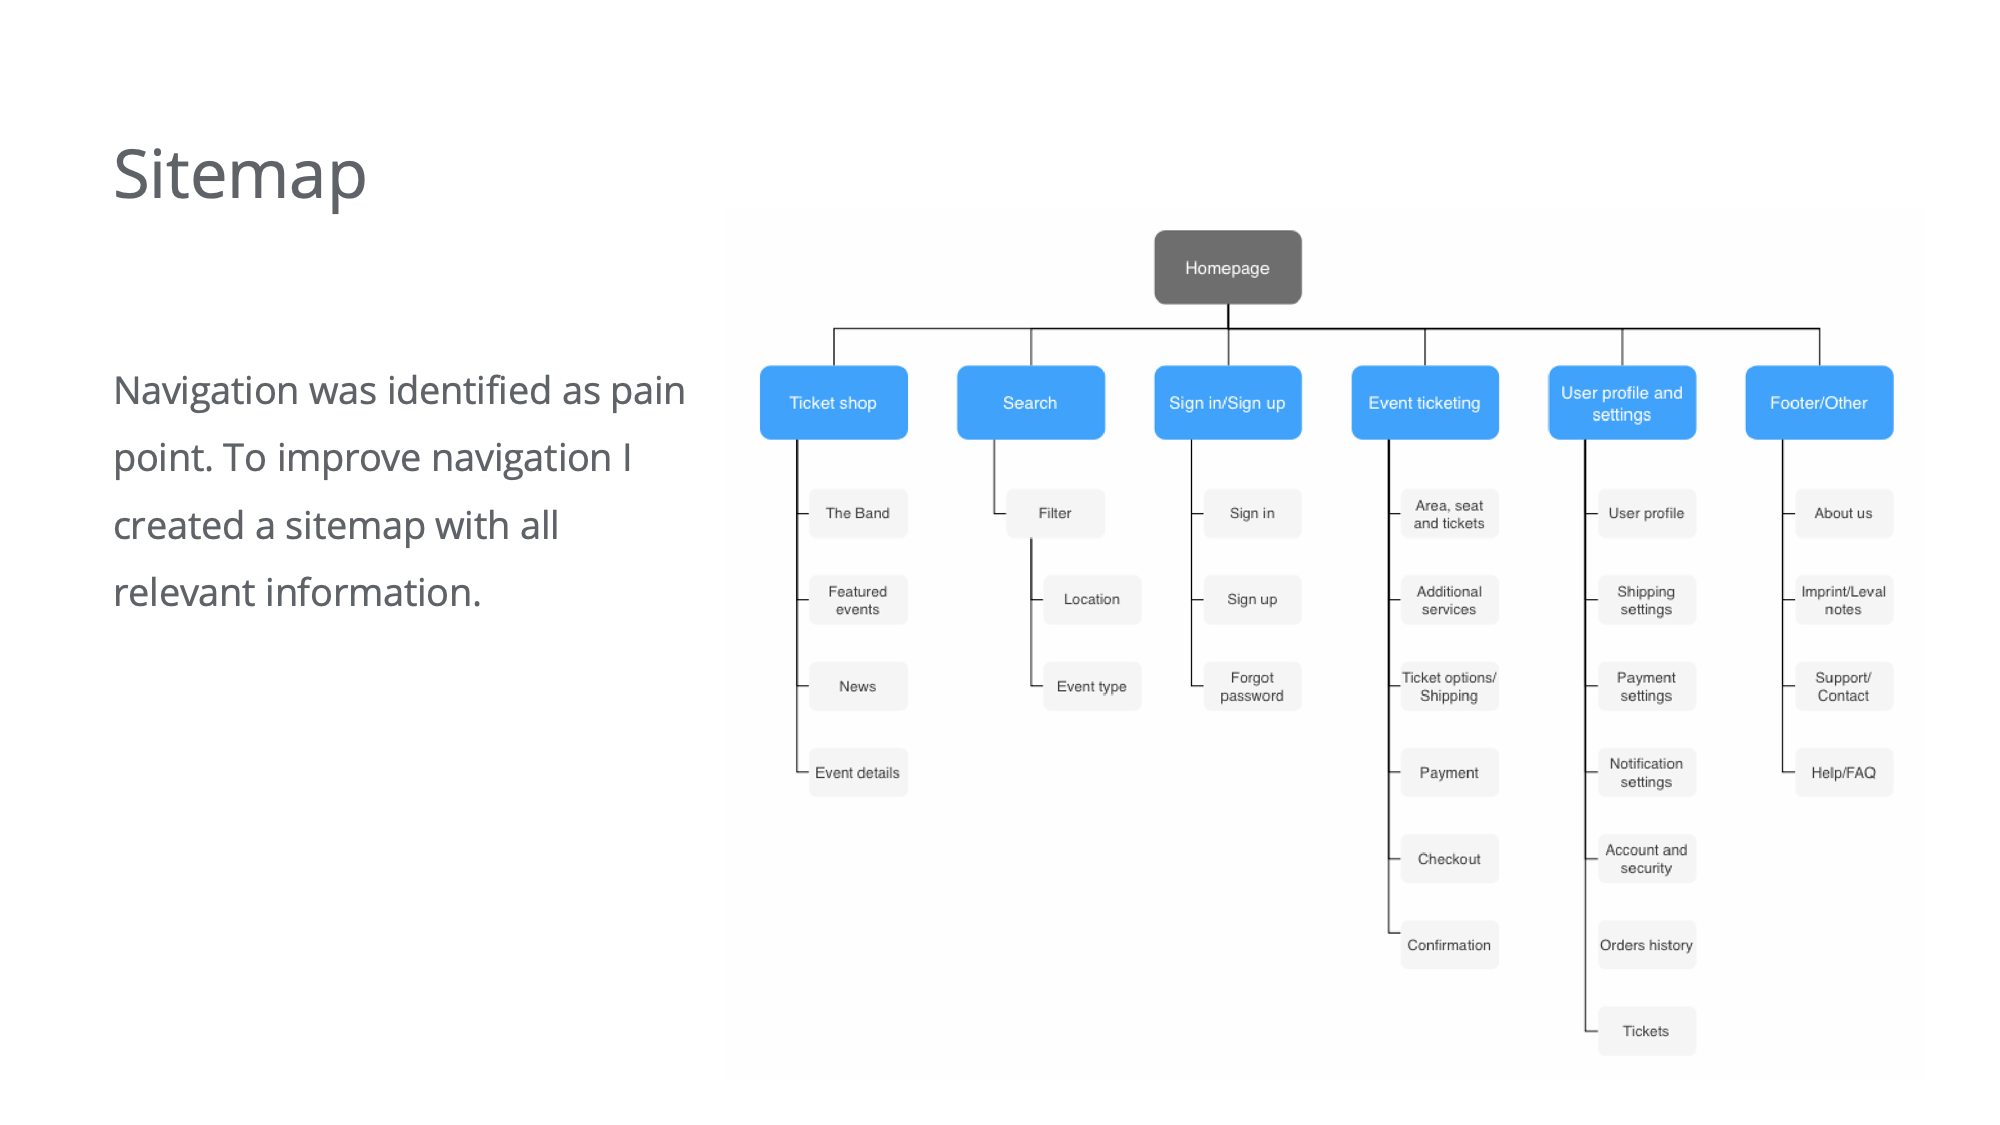 Sitemap
Navigation was identified as pain
point. To improve navigation I
created a sitemap with all
relevant information.
Homepage
Ticket shop
Search
Sign in/Sign up
Event ticketing
User profile and
settings
Footer/Other
The Band
Featured
events
News
Event details
Filter
Location
Event type
Sign in
Sign up
Forgot
password
Area, seat
and tickets
Additional
services
Ticket options/
Shipping
Payment
Checkout
Confirmation
User profile
Shipping
settings
Payment
settings
Notification
settings
Account and
security
Orders history
Tickets
About us
Imprint/Leval
notes
Support/
Contact
Help/FAQ